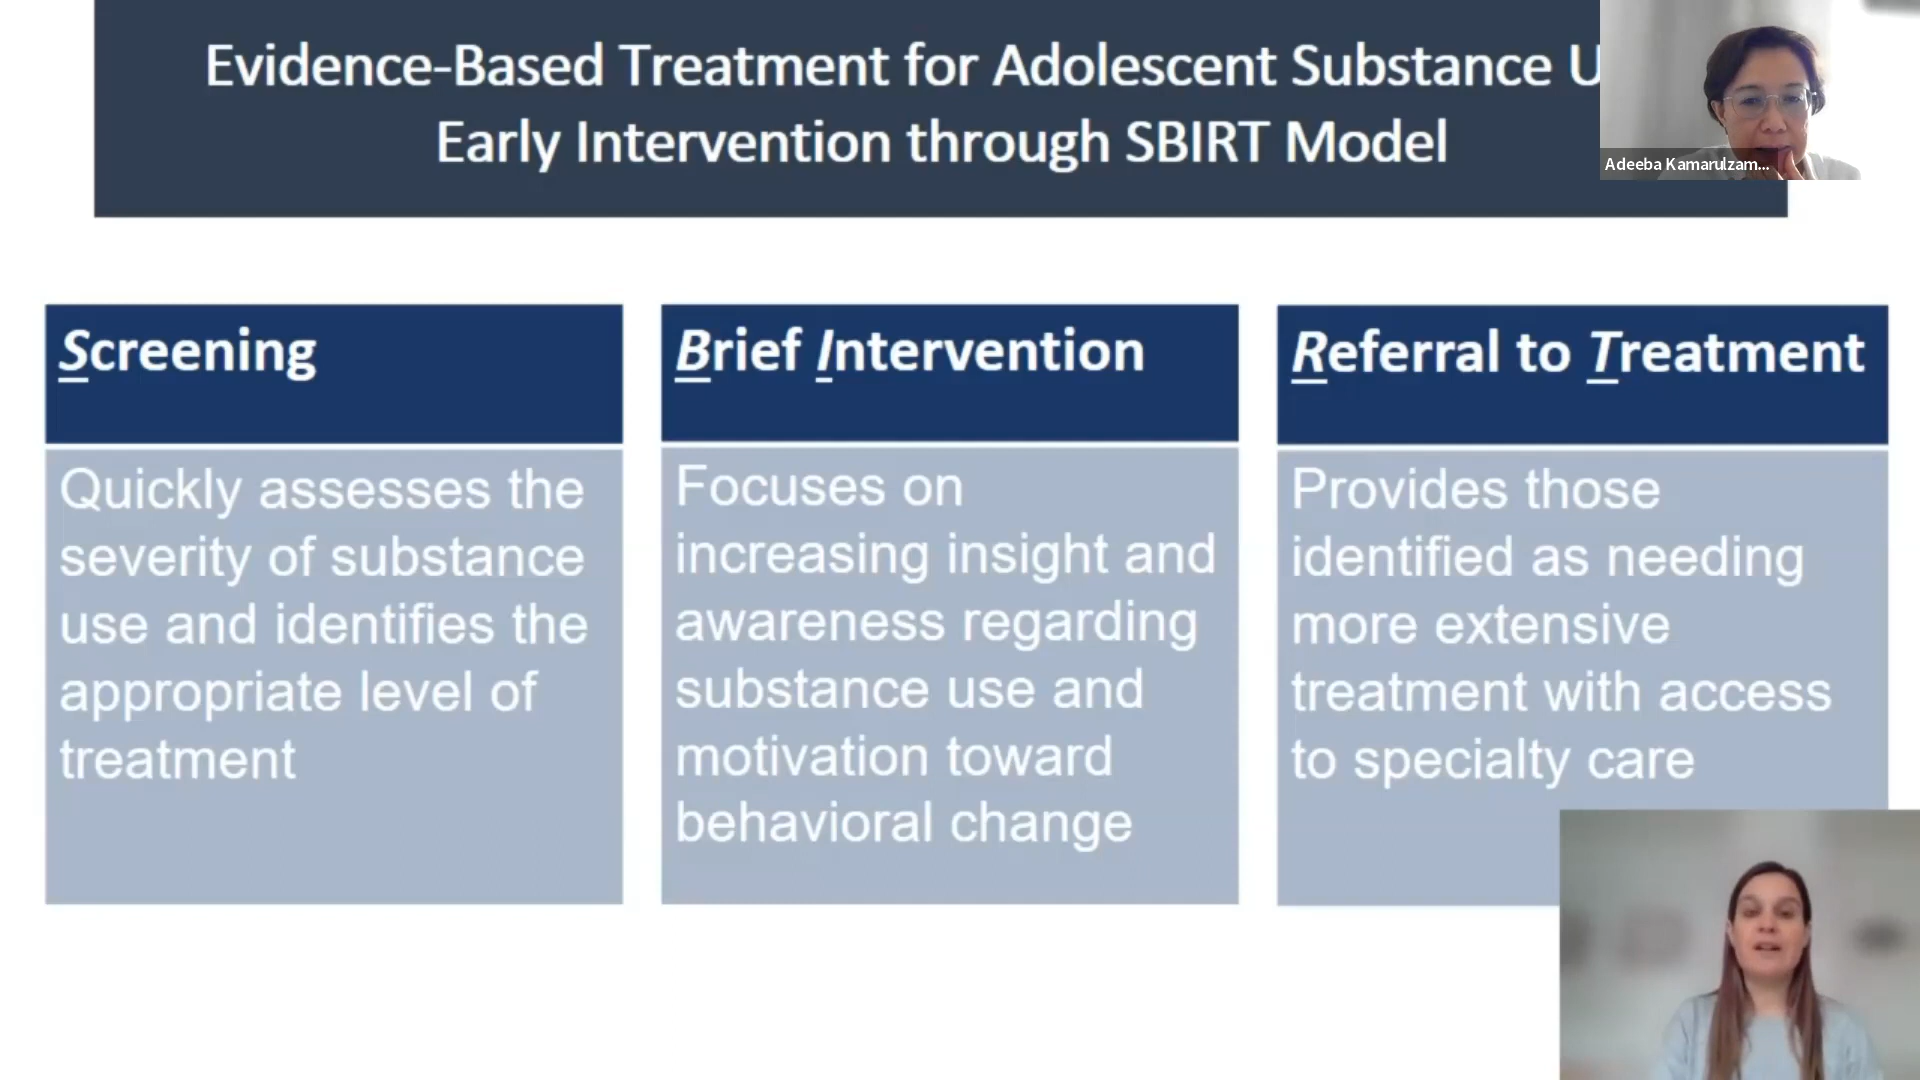 Evidence-Based Treatment for Adolescent Substance U
Early Intervention through SBIRT Model
Adeeba Kamarulzam...
Screening
Quickly assesses the
severity of substance
use and identifies the
appropriate level of
treatment
Brief Intervention
Focuses on
increasing insight and
awareness regarding
substance use and
motivation toward
behavioral change
Referral to Treatment
Provides those
identified as needing
more extensive
treatment with access
to specialty care